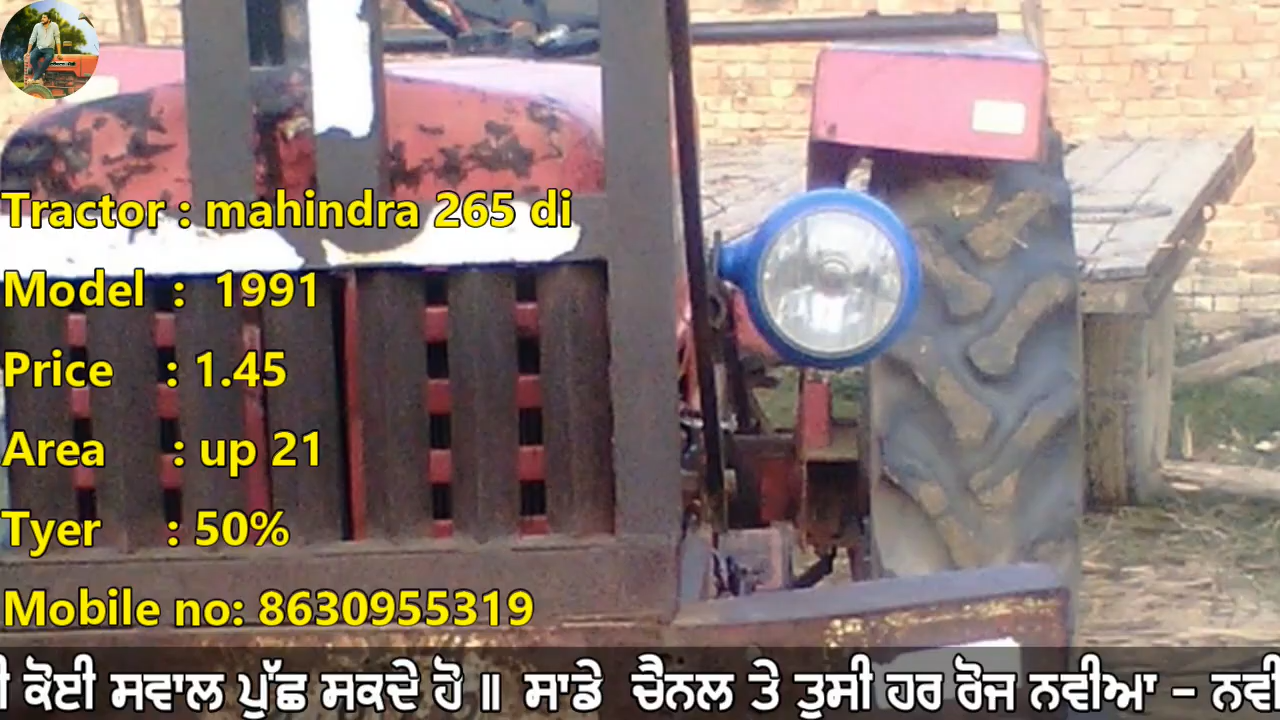 Tractor : mahindra 265 di
Model : 1991
Price : 1.45
Area : up 21
Tyer : 50%
Mobile no: 8630955319
ਕੋਈ ਸਵਾਲ ਪੁੱਛ ਸਕਦੇ ਹੋ ॥ ਸਾਡੇ ਚੈਨਲ ਤੇ ਤੁਸੀ ਹਰ ਰੋਜ ਨਵੀਆ - ਨਵੀ